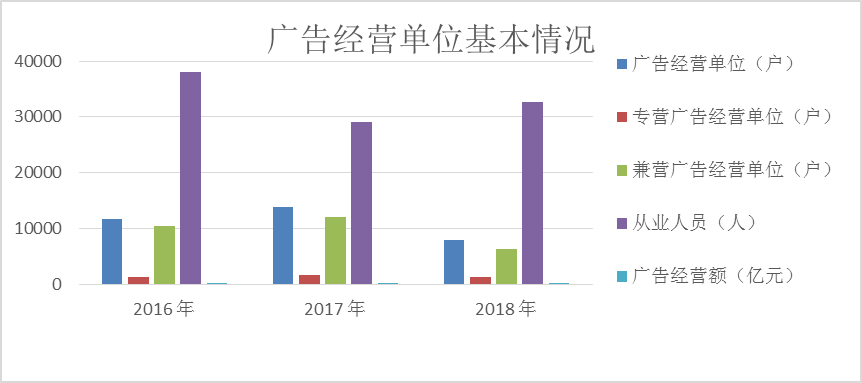 广告经营单位基本情况
40000
30000
20000
10000
0
2016年
2017年
2018年
广告经营单位（户）
专营广告经营单位（户）
兼营广告经营单位（户）
从业人员（人）
广告经营额（亿元）